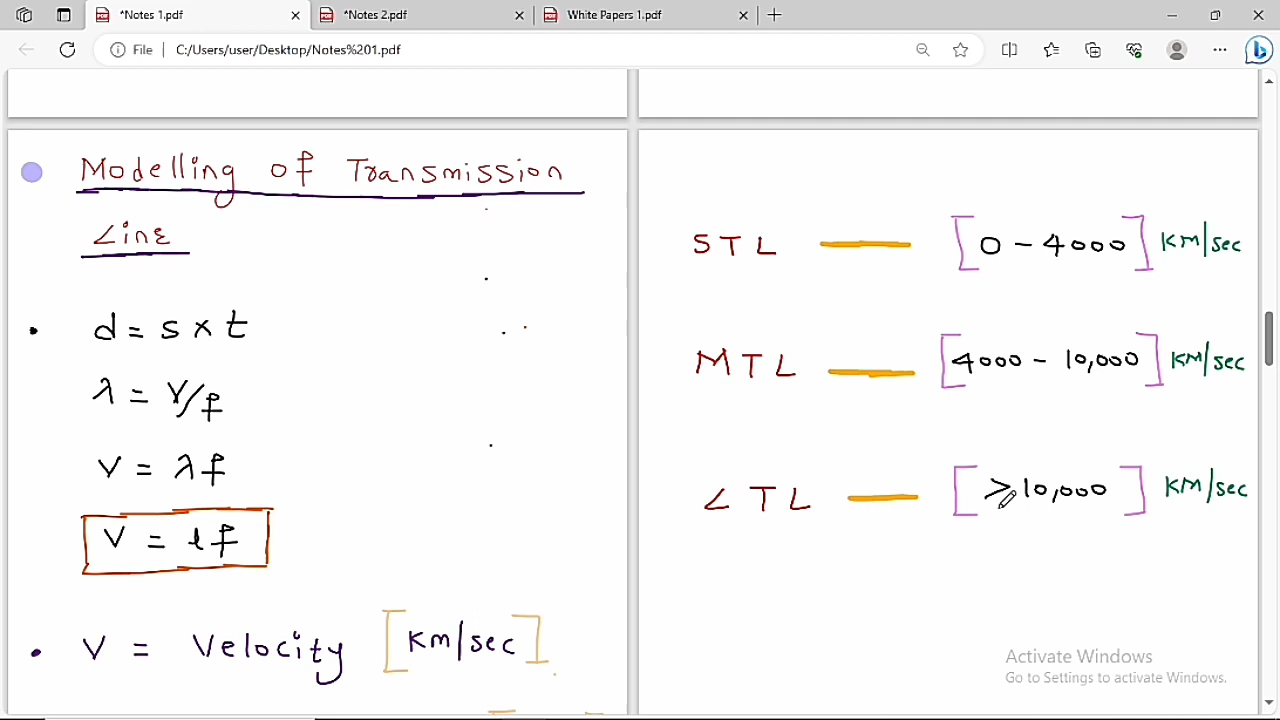 *Notes 1.pdf
*Notes 2.pdf
White Papers 1.pdf
File
C:/Users/user/Desktop/Notes%201.pdf
Modelling of Transmission
Line
d = s x t
λ = V/f
V = λf
V = lf
V = Velocity [KM/sec]
STL — [0 - 4000] KM/sec
MTL — [4000 - 10,000] KM/sec
LTL — [>10,000] KM/sec
Activate Windows
Go to Settings to activate Windows.